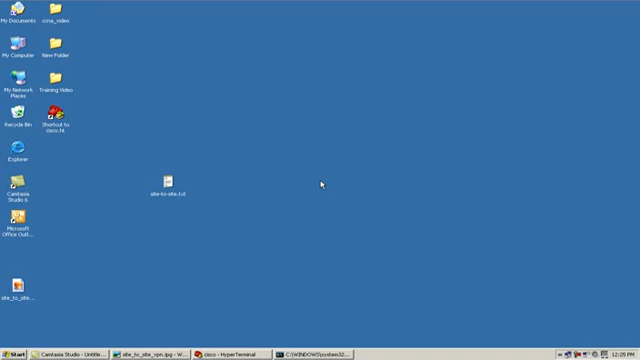 My Documents
ccna_video
My Computer
New Folder
My Network
Places
Training Video
Recycle Bin
Shortcut to
cisco.ht
Explorer
Camtasia
Studio 6
site-to-site.txt
Microsoft
Office Outl...
site_to_site...
Start
Camtasia Studio - Untitle...
site_to_site_vpn.jpg - W...
cisco - HyperTerminal
C:\WINDOWS\system32...
12:25 PM